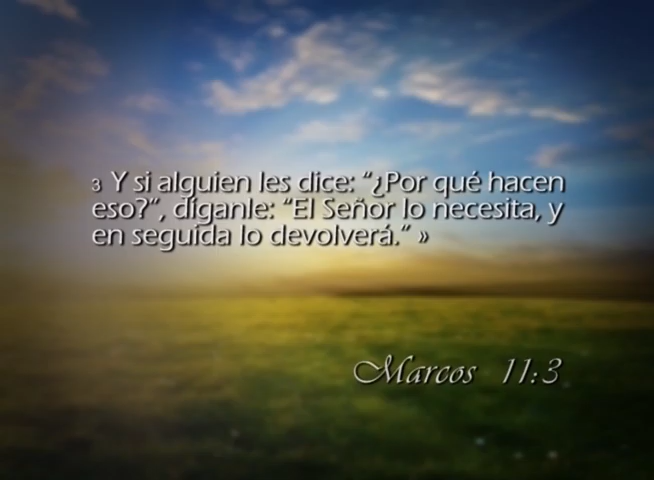 3 Y si alguien les dice: “¿Por qué hacen
eso?”, díganle: “El Señor lo necesita, y
en seguida lo devolverá.” »
Marcos 11:3